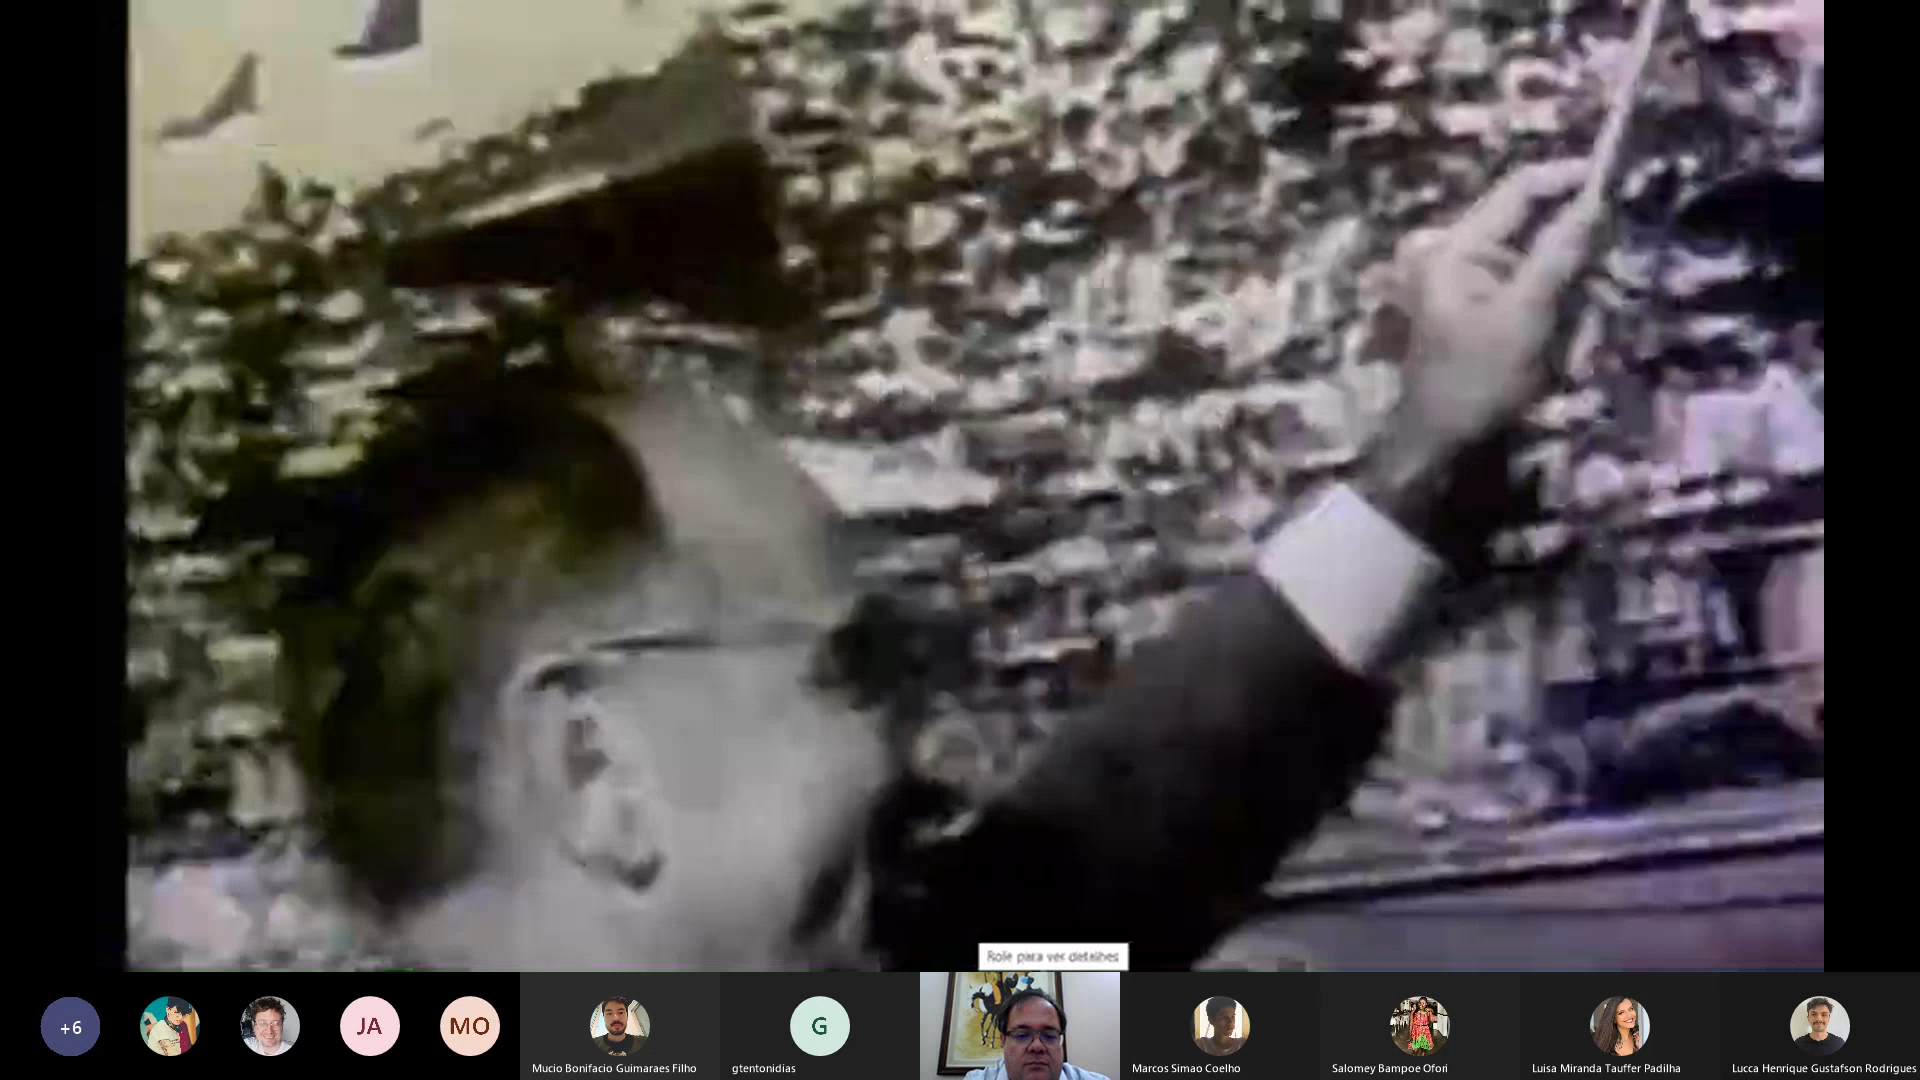 Role para ver detalhes
+6
JA
MO
G
Mucio Bonifacio Guimaraes Filho
gtentonidias
Marcos Simao Coelho
Salomey Bampoe Ofori
Luisa Miranda Tauffer Padilha
Lucca Henrique Gustafson Rodrigues